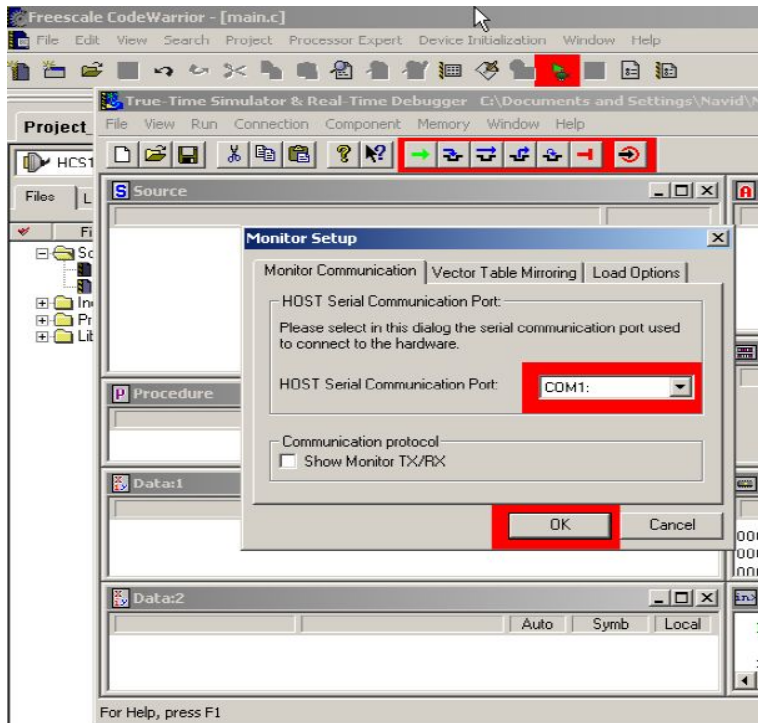 Freescale CodeWarrior - [main.c]
File Edit View Search Project Processor Expert Device Initialization Window Help
True-Time Simulator & Real-Time Debugger C:\Documents and Settings\Navid\
Project_
File View Run Connection Component Memory Window Help
HCS1
Files
Source
Monitor Setup
Monitor Communication Vector Table Mirroring Load Options
HOST Serial Communication Port:
Please select in this dialog the serial communication port used
to connect to the hardware.
HOST Serial Communication Port: COM1:
Procedure
Communication protocol
Show Monitor TX/RX
Data:1
OK Cancel
Data:2
Auto Symb Local
For Help, press F1